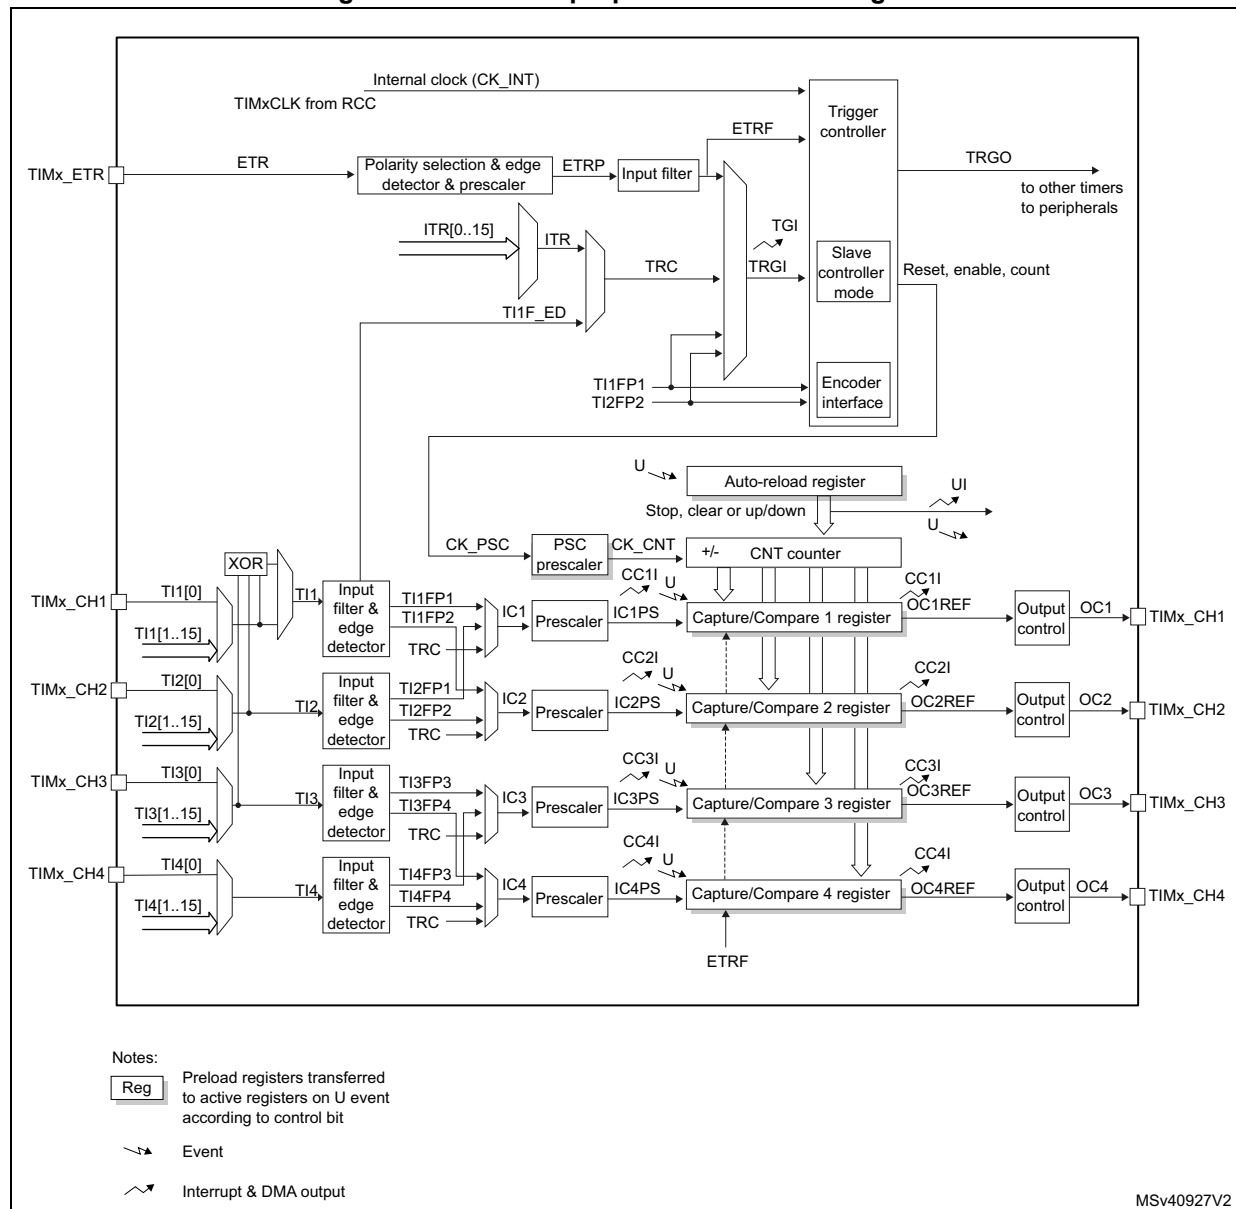 Internal clock (CK_INT)
TIMxCLK from RCC
Trigger
controller
ETRF
TIMx_ETR
ETR
Polarity selection & edge
detector & prescaler
ETRP
Input filter
TRGO
to other timers
to peripherals
ITR[0..15]
ITR
TRC
TGI
TRGI
Slave
controller
mode
Reset, enable, count
TI1F_ED
TI1FP1
TI2FP2
Encoder
interface
U
Auto-reload register
UI
Stop, clear or up/down
U
CK_PSC
PSC
prescaler
CK_CNT
+/-
CNT counter
XOR
TIMx_CH1
TI1[0]
TI1[1..15]
TI1
Input
filter &
edge
detector
TI1FP1
TI1FP2
TRC
IC1
Prescaler
IC1PS
CC1I
U
Capture/Compare 1 register
CC1I
OC1REF
Output
control
OC1
TIMx_CH1
TIMx_CH2
TI2[0]
TI2[1..15]
TI2
Input
filter &
edge
detector
TI2FP1
TI2FP2
TRC
IC2
Prescaler
IC2PS
CC2I
U
Capture/Compare 2 register
CC2I
OC2REF
Output
control
OC2
TIMx_CH2
TIMx_CH3
TI3[0]
TI3[1..15]
TI3
Input
filter &
edge
detector
TI3FP3
TI3FP4
TRC
IC3
Prescaler
IC3PS
CC3I
U
Capture/Compare 3 register
CC3I
OC3REF
Output
control
OC3
TIMx_CH3
TIMx_CH4
TI4[0]
TI4[1..15]
TI4
Input
filter &
edge
detector
TI4FP3
TI4FP4
TRC
IC4
Prescaler
IC4PS
CC4I
U
Capture/Compare 4 register
CC4I
OC4REF
Output
control
OC4
TIMx_CH4
ETRF
Notes:
Reg
Preload registers transferred
to active registers on U event
according to control bit
Event
Interrupt & DMA output
MSv40927V2